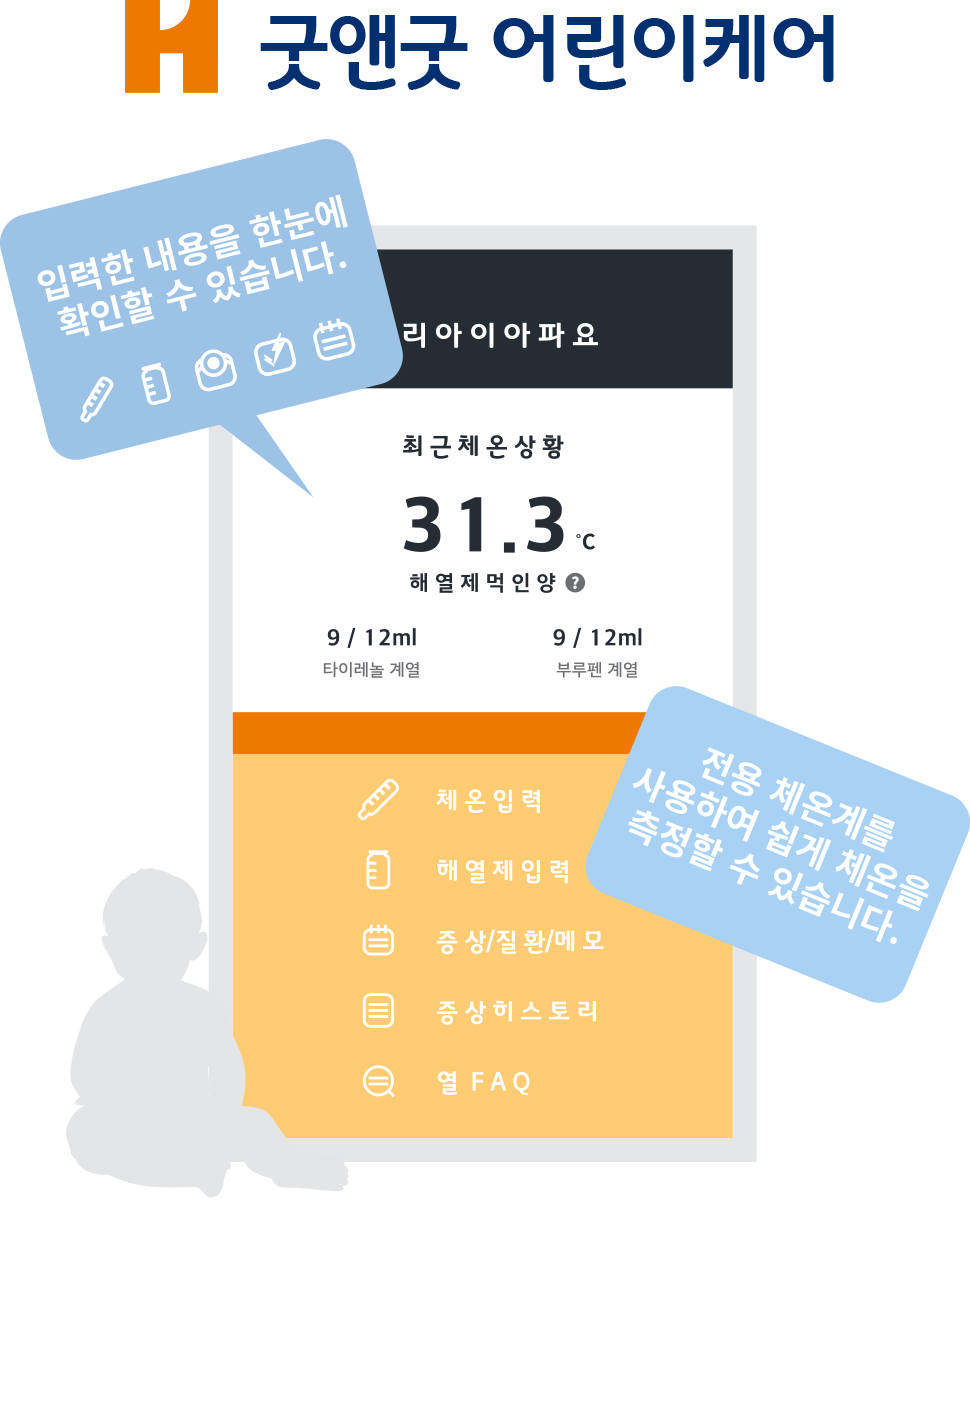 굿앤굿 어린이케어
입력한 내용을 한눈에
확인할 수 있습니다.
리아이아파요
최근체온상황
31.3 °C
해열제먹인양 ?
9 / 12ml 9 / 12ml
타이레놀 계열 부루펜 계열
전용 체온계를
사용하여 쉽게 체온을
측정할 수 있습니다.
체온입력
해열제입력
증상/질환/메모
증상히스토리
열 FAQ